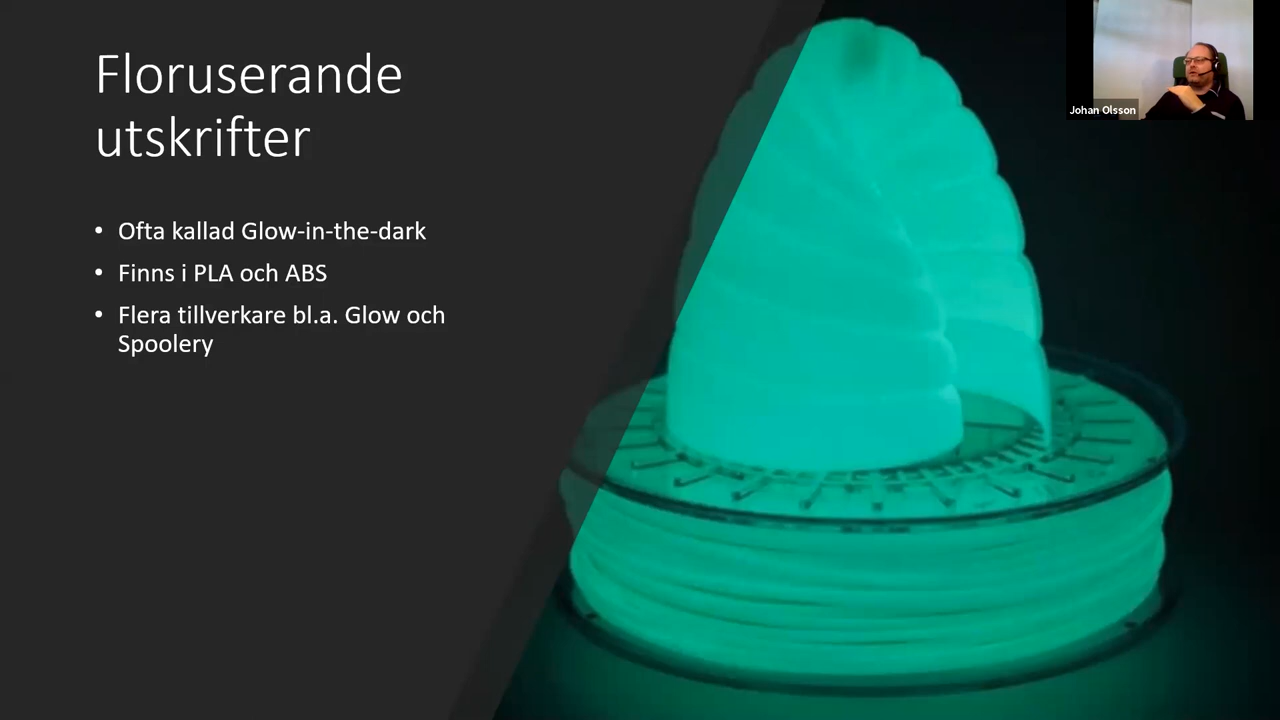 Floruserande
utskrifter
• Ofta kallad Glow-in-the-dark
• Finns i PLA och ABS
• Flera tillverkare bl.a. Glow och
Spoolery
Johan Olsson